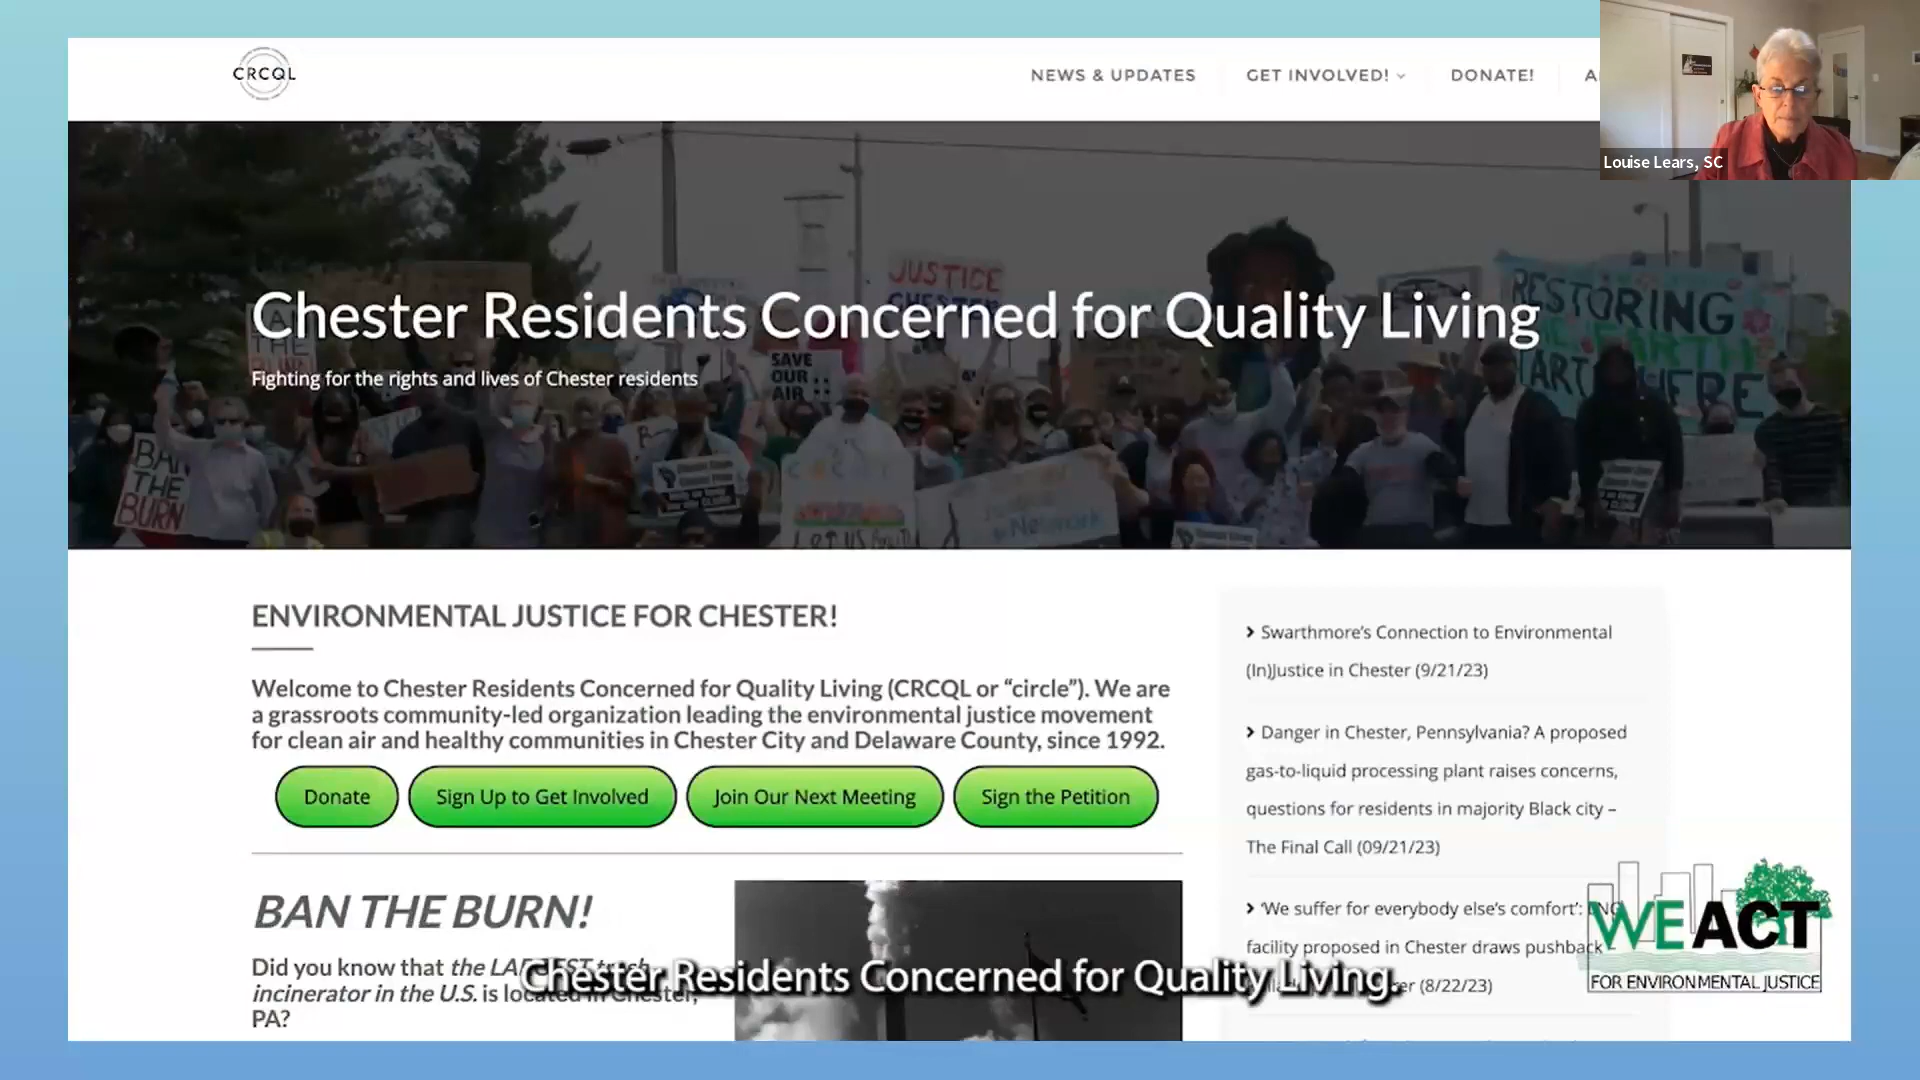 CRCQL
NEWS & UPDATES
GET INVOLVED!
DONATE!
Louise Lears, SC
JUSTICE
CHESTER
RESTORING
Chester Residents Concerned for Quality Living
SAVE
OUR
AIR
Fighting for the rights and lives of Chester residents
HERE
BAN
THE
BURN
ENVIRONMENTAL JUSTICE FOR CHESTER!
Welcome to Chester Residents Concerned for Quality Living (CRCQL or “circle”). We are
a grassroots community-led organization leading the environmental justice movement
for clean air and healthy communities in Chester City and Delaware County, since 1992.
Donate
Sign Up to Get Involved
Join Our Next Meeting
Sign the Petition
BAN THE BURN!
Did you know that the LARGEST trash
incinerator in the U.S. is located in Chester,
PA?
Swarthmore’s Connection to Environmental
(In)Justice in Chester (9/21/23)
Danger in Chester, Pennsylvania? A proposed
gas-to-liquid processing plant raises concerns,
questions for residents in majority Black city –
The Final Call (09/21/23)
‘We suffer for everybody else’s comfort’: LNG
facility proposed in Chester draws pushback –
(8/22/23)
WE ACT
FOR ENVIRONMENTAL JUSTICE
Chester Residents Concerned for Quality Living.